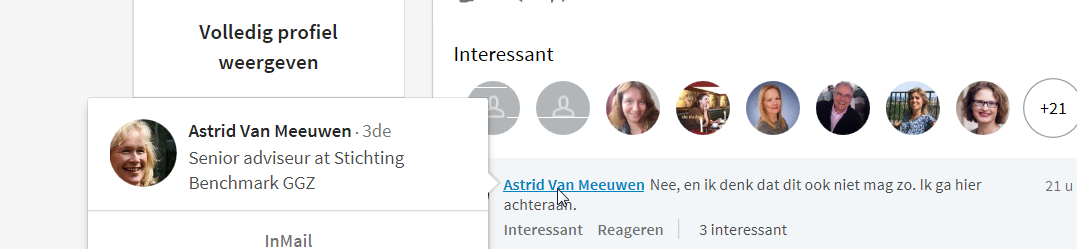 Volledig profiel
weergeven
Interessant
+21
Astrid Van Meeuwen · 3de
Senior adviseur at Stichting
Benchmark GGZ
InMail
Astrid Van Meeuwen Nee, en ik denk dat dit ook niet mag zo. Ik ga hier
achteraan.
21 u
Interessant Reageren 3 interessant